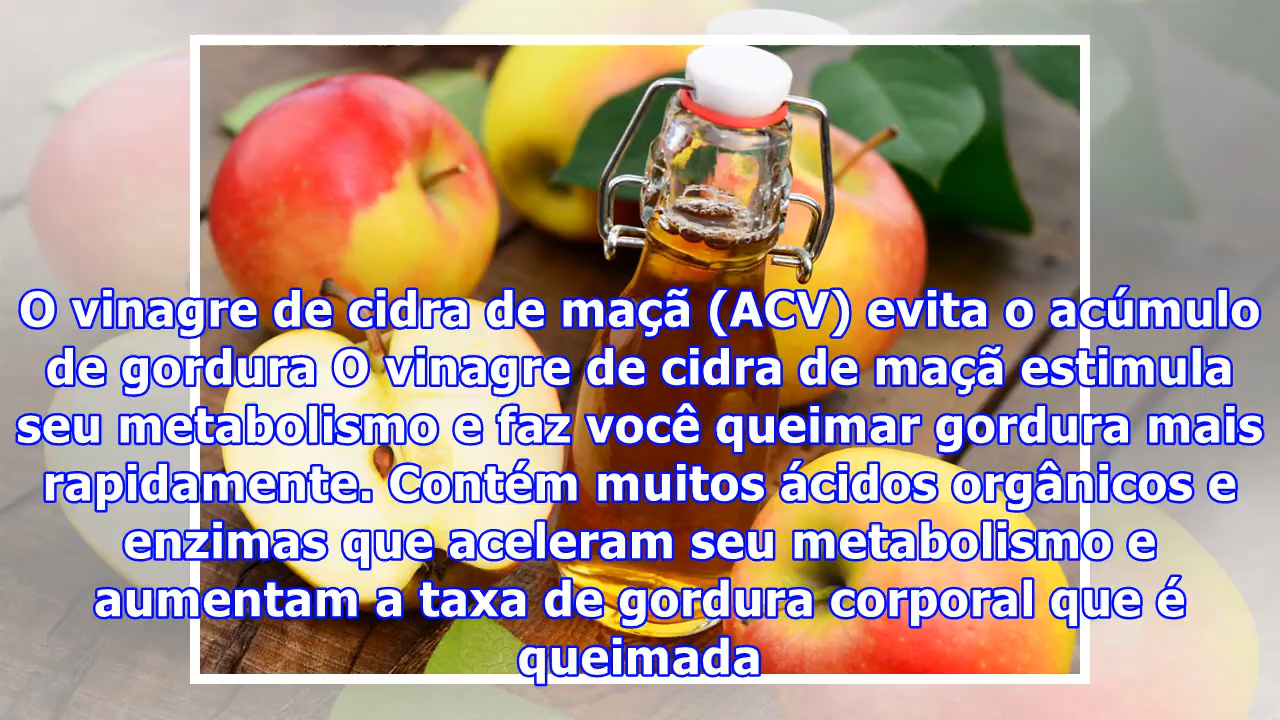 O vinagre de cidra de maçã (ACV) evita o acúmulo
de gordura O vinagre de cidra de maçã estimula
seu metabolismo e faz você queimar gordura mais
rapidamente. Contém muitos ácidos orgânicos e
enzimas que aceleram seu metabolismo e
aumentam a taxa de gordura corporal que é
queimada